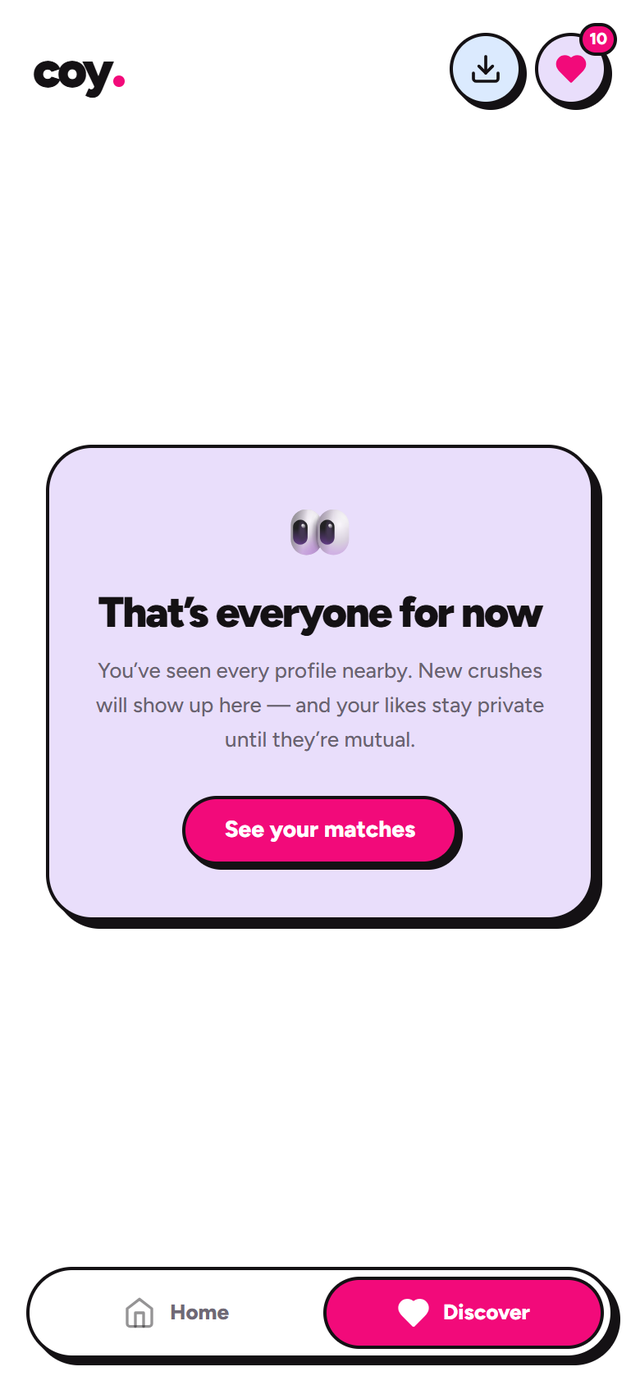 coy.
10
That’s everyone for now
You’ve seen every profile nearby. New crushes
will show up here — and your likes stay private
until they’re mutual.
See your matches
Home
Discover